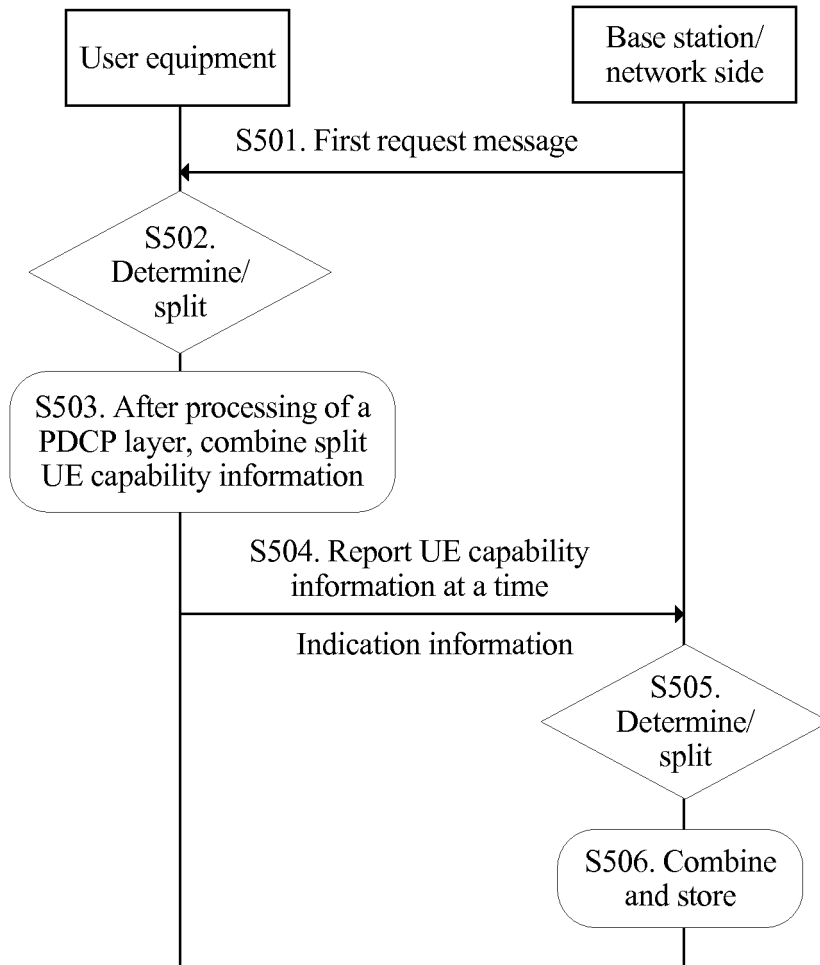 User equipment
Base station/
network side
S501. First request message
S502.
Determine/
split
S503. After processing of a
PDCP layer, combine split
UE capability information
S504. Report UE capability
information at a time
Indication information
S505.
Determine/
split
S506. Combine
and store